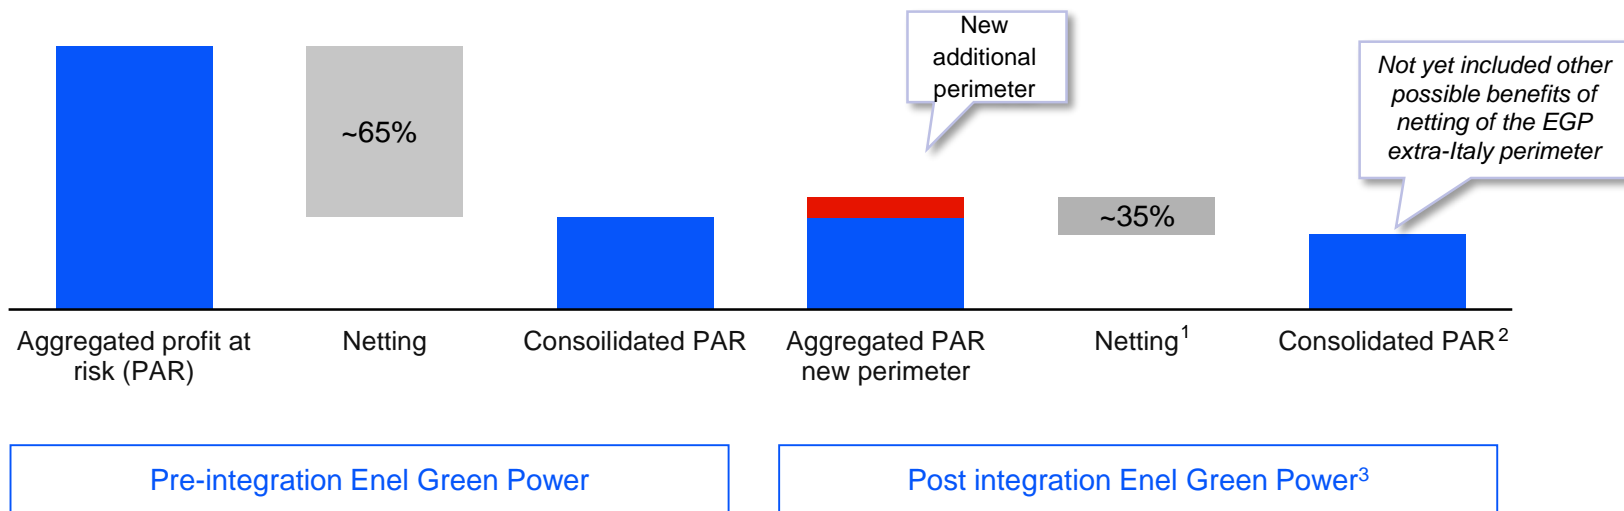 New
additional
perimeter
Not yet included other
possible benefits of
netting of the EGP
extra-Italy perimeter
~65%
~35%
Aggregated profit at
risk (PAR)
Netting
Consoilidated PAR
Aggregated PAR
new perimeter
Netting¹
Consolidated PAR²
Pre-integration Enel Green Power
Post integration Enel Green Power³